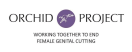 ORCHID PROJECT
WORKING TOGETHER TO END
FEMALE GENITAL CUTTING